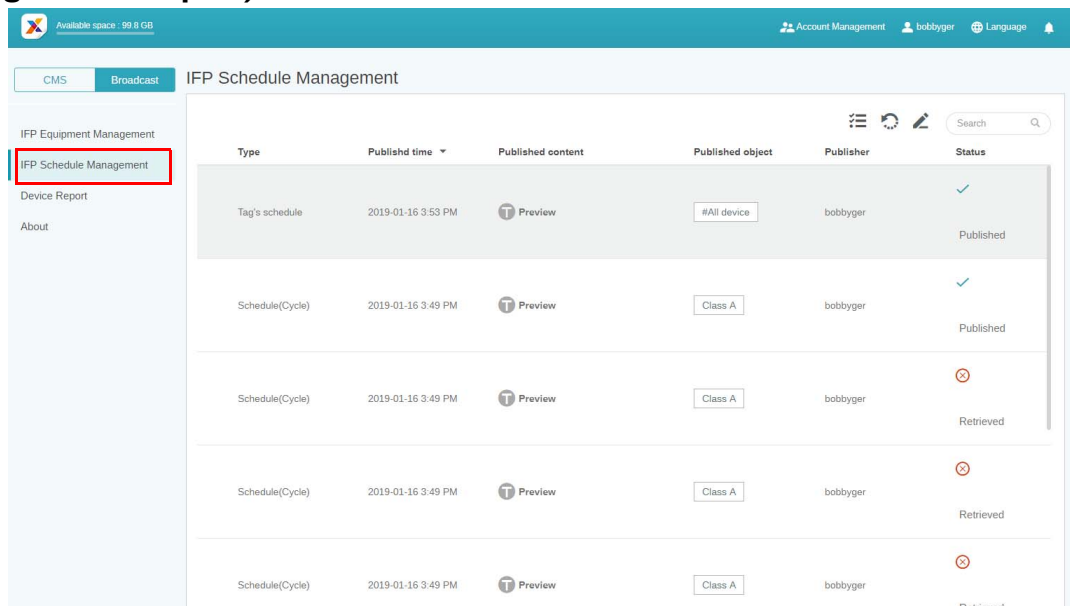 Available space : 99.8 GB
Account Management bobbyger Language
CMS Broadcast
IFP Schedule Management
IFP Equipment Management
IFP Schedule Management
Device Report
About
Search
Type Publishd time Published content Published object Publisher Status
Tag's schedule 2019-01-16 3:53 PM T Preview #All device bobbyger
Published
Schedule(Cycle) 2019-01-16 3:49 PM T Preview Class A bobbyger
Published
Schedule(Cycle) 2019-01-16 3:49 PM T Preview Class A bobbyger
Retrieved
Schedule(Cycle) 2019-01-16 3:49 PM T Preview Class A bobbyger
Retrieved
Schedule(Cycle) 2019-01-16 3:49 PM T Preview Class A bobbyger